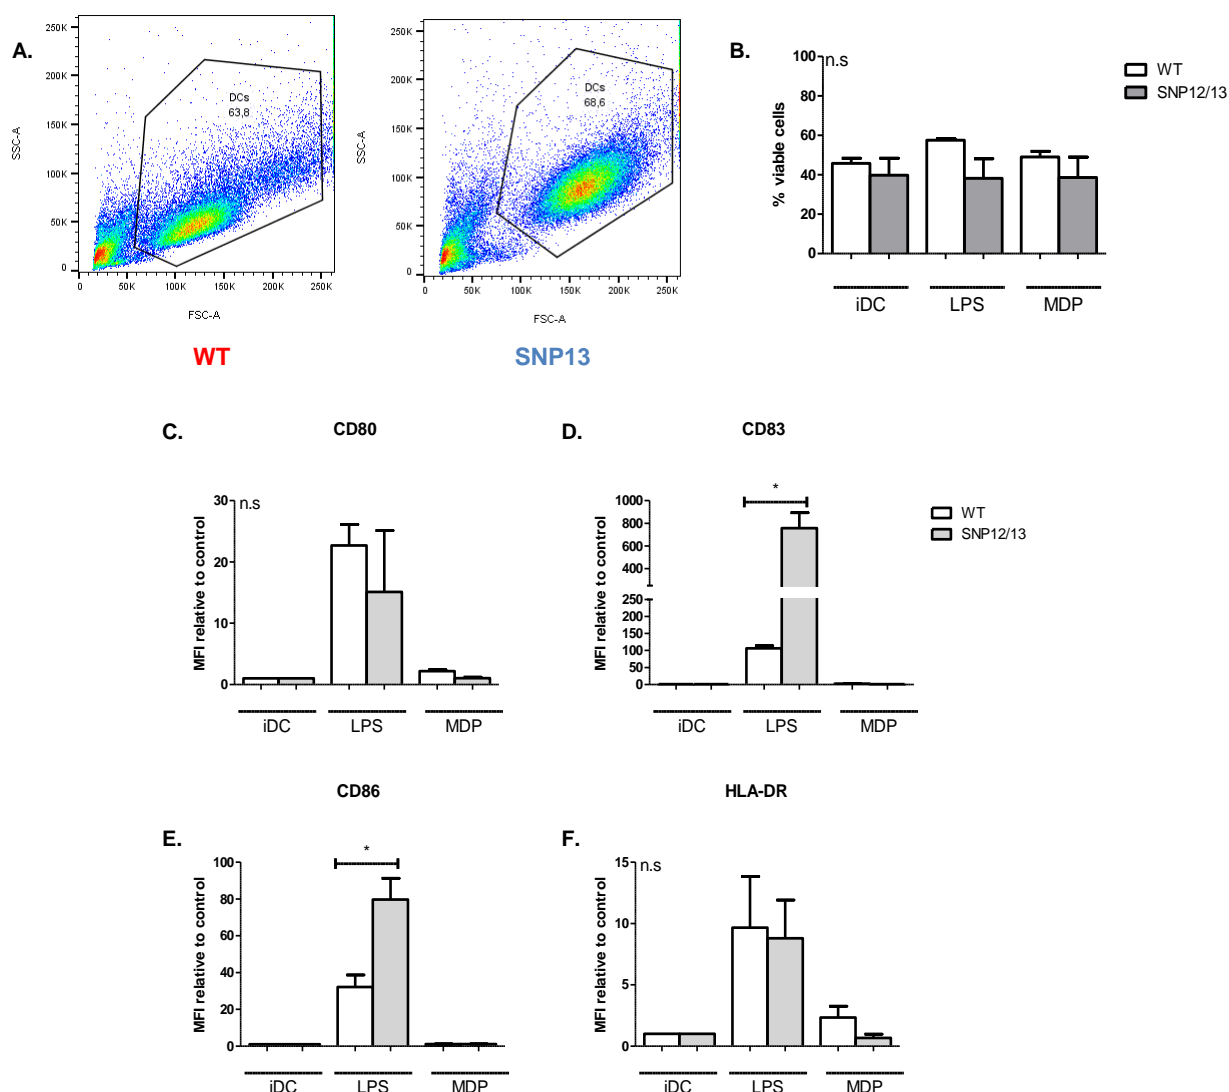 A.
250K
200K
150K
100K
50K
0
SSC-A
DCs
63,8
0 50K 100K 150K 200K 250K
FSC-A
WT
250K
200K
150K
100K
50K
0
SSC-A
DCs
68,6
0 50K 100K 150K 200K 250K
FSC-A
SNP13
B.
n.s
100
80
60
40
20
0
% viable cells
iDC LPS MDP
WT
SNP12/13
C.
CD80
n.s
30
20
10
0
MFI relative to control
iDC LPS MDP
D.
CD83
*
1000
800
600
400
250
200
150
100
50
0
MFI relative to control
iDC LPS MDP
WT
SNP12/13
E.
CD86
*
100
80
60
40
20
0
MFI relative to control
iDC LPS MDP
F.
HLA-DR
n.s
15
10
5
0
MFI relative to control
iDC LPS MDP